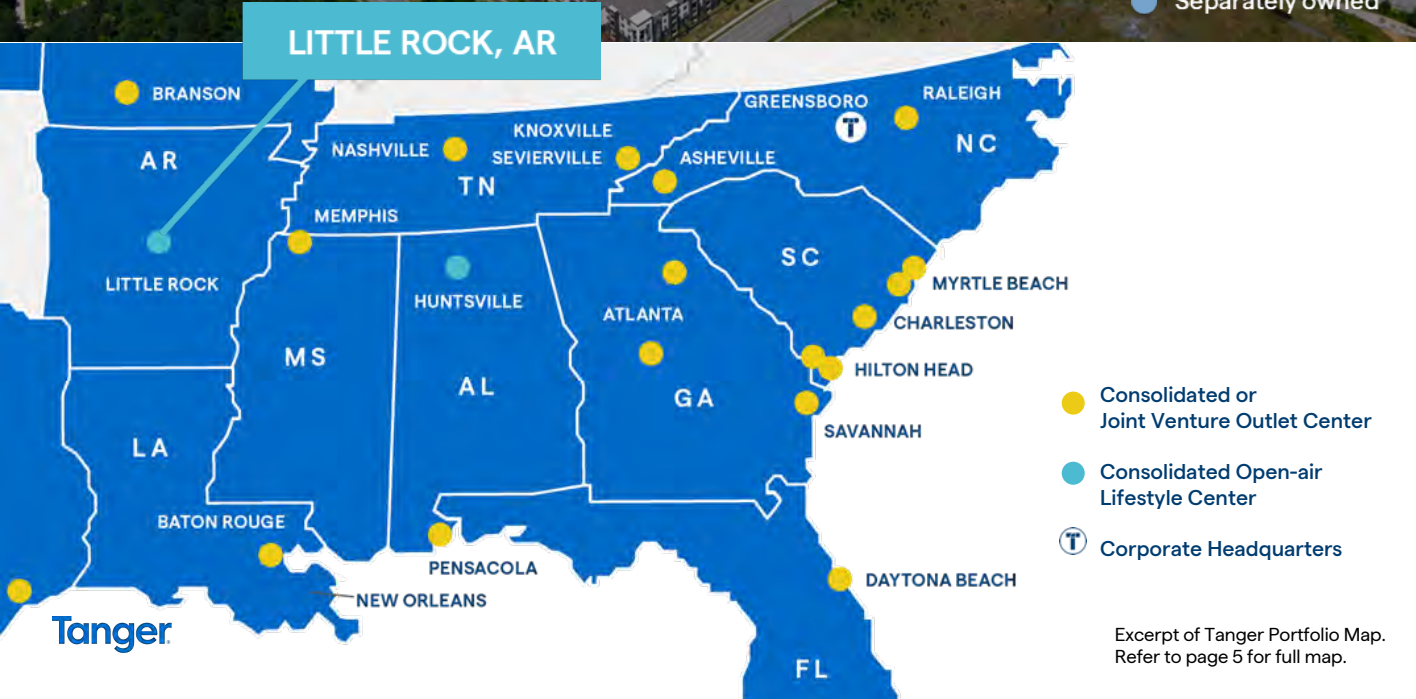 Separately owned
LITTLE ROCK, AR
BRANSON
AR
LITTLE ROCK
NASHVILLE
KNOXVILLE
SEVIERVILLE
TN
MEMPHIS
GREENSBORO
T
RALEIGH
NC
ASHEVILLE
SC
MYRTLE BEACH
CHARLESTON
HILTON HEAD
SAVANNAH
HUNTSVILLE
ATLANTA
MS
AL
GA
LA
BATON ROUGE
PENSACOLA
NEW ORLEANS
DAYTONA BEACH
FL
Consolidated or
Joint Venture Outlet Center
Consolidated Open-air
Lifestyle Center
T
Corporate Headquarters
Tanger
Excerpt of Tanger Portfolio Map.
Refer to page 5 for full map.